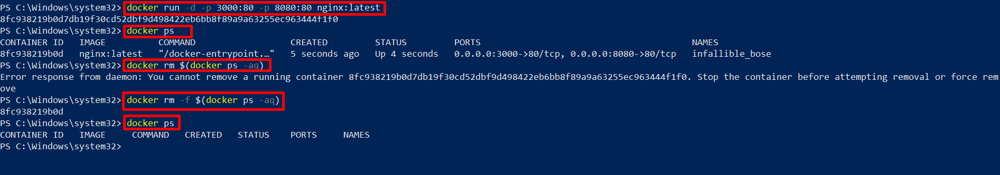 PS C:\Windows\system32> docker run -d -p 3000:80 -p 8080:80 nginx:latest
8fc938219b0d7db19f30cd52dbf9d498422eb6bb8f89a9a63255ec963444f1f0
PS C:\Windows\system32> docker ps
CONTAINER ID   IMAGE          COMMAND                  CREATED         STATUS         PORTS                                        NAMES
8fc938219b0d   nginx:latest   "/docker-entrypoint.…"   5 seconds ago   Up 4 seconds   0.0.0.0:3000->80/tcp, 0.0.0.0:8080->80/tcp   infallible_bose
PS C:\Windows\system32> docker rm $(docker ps -aq)
Error response from daemon: You cannot remove a running container 8fc938219b0d7db19f30cd52dbf9d498422eb6bb8f89a9a63255ec963444f1f0. Stop the container before attempting removal or force rem
ove
PS C:\Windows\system32> docker rm -f $(docker ps -aq)
8fc938219b0d
PS C:\Windows\system32> docker ps
CONTAINER ID   IMAGE     COMMAND   CREATED   STATUS    PORTS     NAMES
PS C:\Windows\system32>